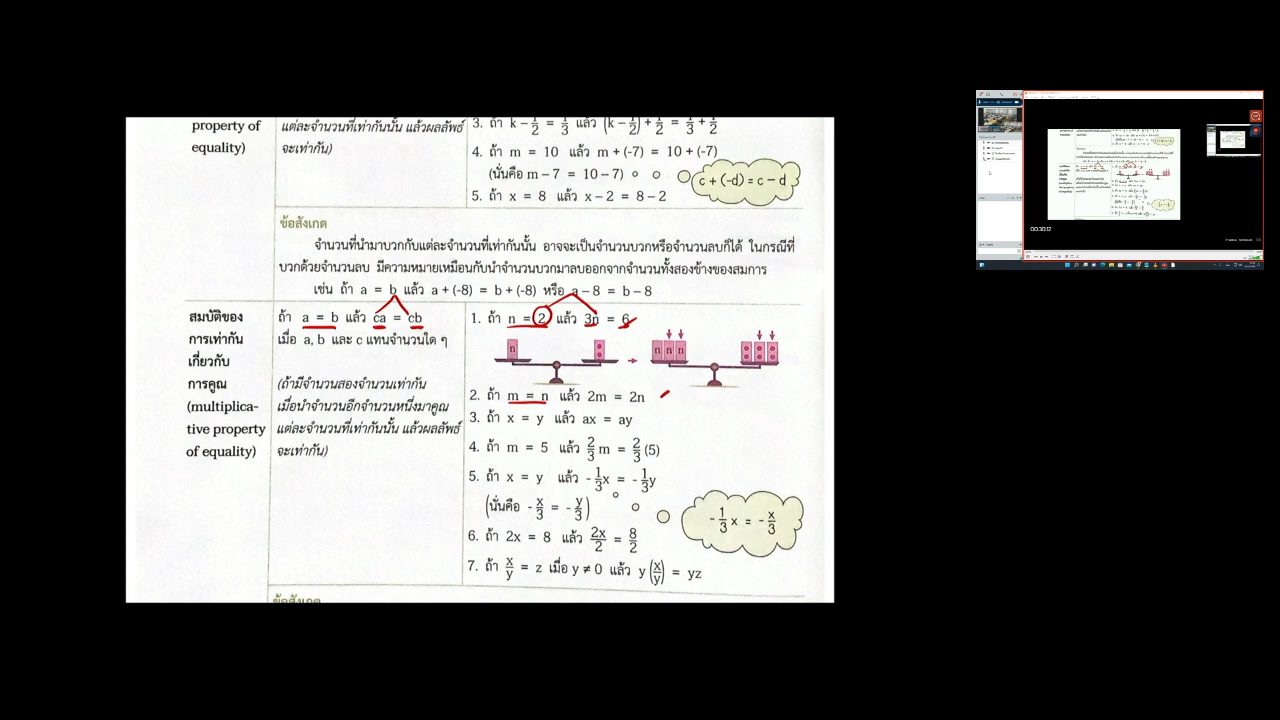 property of
equality)
แต่ละจำนวนที่เท่ากันนั้น แล้วผลลัพธ์
จะเท่ากัน)
3. ถ้า k − 1/2 = 1/3 แล้ว (k − 1/2) + 1/2 = 1/3 + 1/2
4. ถ้า m = 10 แล้ว m + (-7) = 10 + (-7)
(นั่นคือ m − 7 = 10 − 7)
c + (-d) = c − d
5. ถ้า x = 8 แล้ว x − 2 = 8 − 2
ข้อสังเกต
จำนวนที่นำมาบวกกับแต่ละจำนวนที่เท่ากันนั้น อาจจะเป็นจำนวนบวกหรือจำนวนลบก็ได้ ในกรณีที่
บวกด้วยจำนวนลบ มีความหมายเหมือนกับนำจำนวนบวกมาลบออกจากจำนวนทั้งสองข้างของสมการ
เช่น ถ้า a = b แล้ว a + (-8) = b + (-8) หรือ a − 8 = b − 8
สมบัติของ
การเท่ากัน
เกี่ยวกับ
การคูณ
(multiplica-
tive property
of equality)
ถ้า a = b แล้ว ca = cb
เมื่อ a, b และ c แทนจำนวนใด ๆ
(ถ้ามีจำนวนสองจำนวนเท่ากัน
เมื่อนำจำนวนอีกจำนวนหนึ่งมาคูณ
แต่ละจำนวนที่เท่ากันนั้น แล้วผลลัพธ์
จะเท่ากัน)
1. ถ้า n = 2 แล้ว 3n = 6
n
n n n
2. ถ้า m = n แล้ว 2m = 2n
3. ถ้า x = y แล้ว ax = ay
4. ถ้า m = 5 แล้ว 2/3 m = 2/3 (5)
5. ถ้า x = y แล้ว -1/3 x = -1/3 y
(นั่นคือ -x/3 = -y/3)
-1/3 x = -x/3
6. ถ้า 2x = 8 แล้ว 2x/2 = 8/2
7. ถ้า x/y = z เมื่อ y ≠ 0 แล้ว y(x/y) = yz
ข้อสังเกต
00:30:12